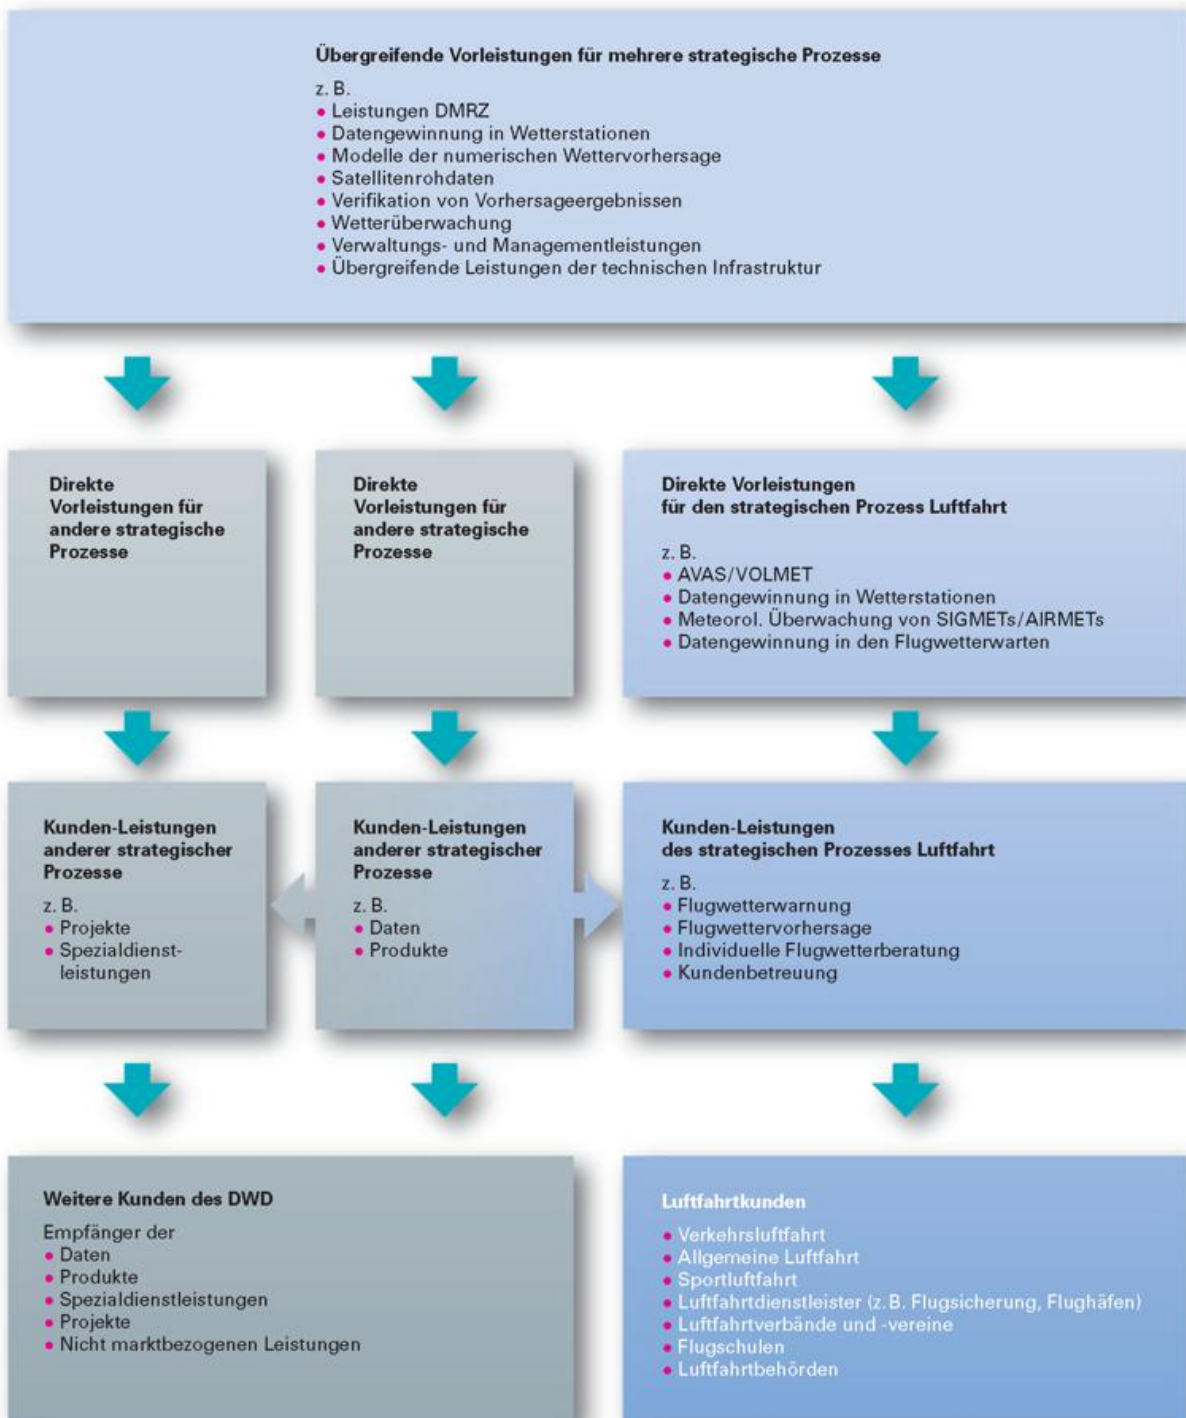 Übergreifende Vorleistungen für mehrere strategische Prozesse
z. B.
• Leistungen DMRZ
• Datengewinnung in Wetterstationen
• Modelle der numerischen Wettervorhersage
• Satellitenrohdaten
• Verifikation von Vorhersageergebnissen
• Wetterüberwachung
• Verwaltungs- und Managementleistungen
• Übergreifende Leistungen der technischen Infrastruktur
Direkte
Vorleistungen für
andere strategische
Prozesse
Direkte
Vorleistungen für
andere strategische
Prozesse
Direkte Vorleistungen
für den strategischen Prozess Luftfahrt
z. B.
• AVAS/VOLMET
• Datengewinnung in Wetterstationen
• Meteorol. Überwachung von SIGMETs/AIRMETs
• Datengewinnung in den Flugwetterwarten
Kunden-Leistungen
anderer strategischer
Prozesse
z. B.
• Projekte
• Spezialdienst-
leistungen
Kunden-Leistungen
anderer strategischer
Prozesse
z. B.
• Daten
• Produkte
Kunden-Leistungen
des strategischen Prozesses Luftfahrt
z. B.
• Flugwetterwarnung
• Flugwettervorhersage
• Individuelle Flugwetterberatung
• Kundenbetreuung
Weitere Kunden des DWD
Empfänger der
• Daten
• Produkte
• Spezialdienstleistungen
• Projekte
• Nicht marktbezogenen Leistungen
Luftfahrtkunden
• Verkehrsluftfahrt
• Allgemeine Luftfahrt
• Sportluftfahrt
• Luftfahrtdienstleister (z.B. Flugsicherung, Flughäfen)
• Luftfahrtverbände und -vereine
• Flugschulen
• Luftfahrtbehörden